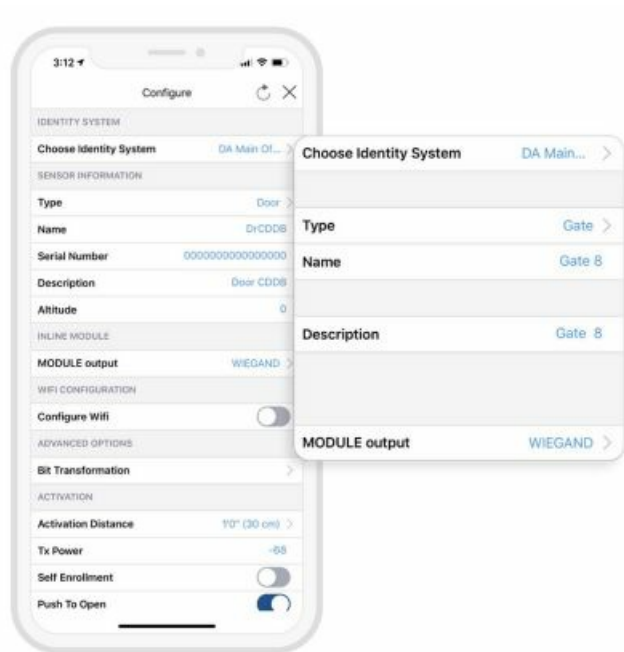 3:12
Configure
IDENTITY SYSTEM
Choose Identity System DA Main Of...
SENSOR INFORMATION
Type Door
Name DrCDDB
Serial Number 0000000000000000
Description Door CDDB
Altitude 0
INLINE MODULE
MODULE output WIEGAND
WIFI CONFIGURATION
Configure Wifi
ADVANCED OPTIONS
Bit Transformation
ACTIVATION
Activation Distance 1'0" (30 cm)
Tx Power -68
Self Enrollment
Push To Open
Choose Identity System DA Main...
Type Gate
Name Gate 8
Description Gate 8
MODULE output WIEGAND